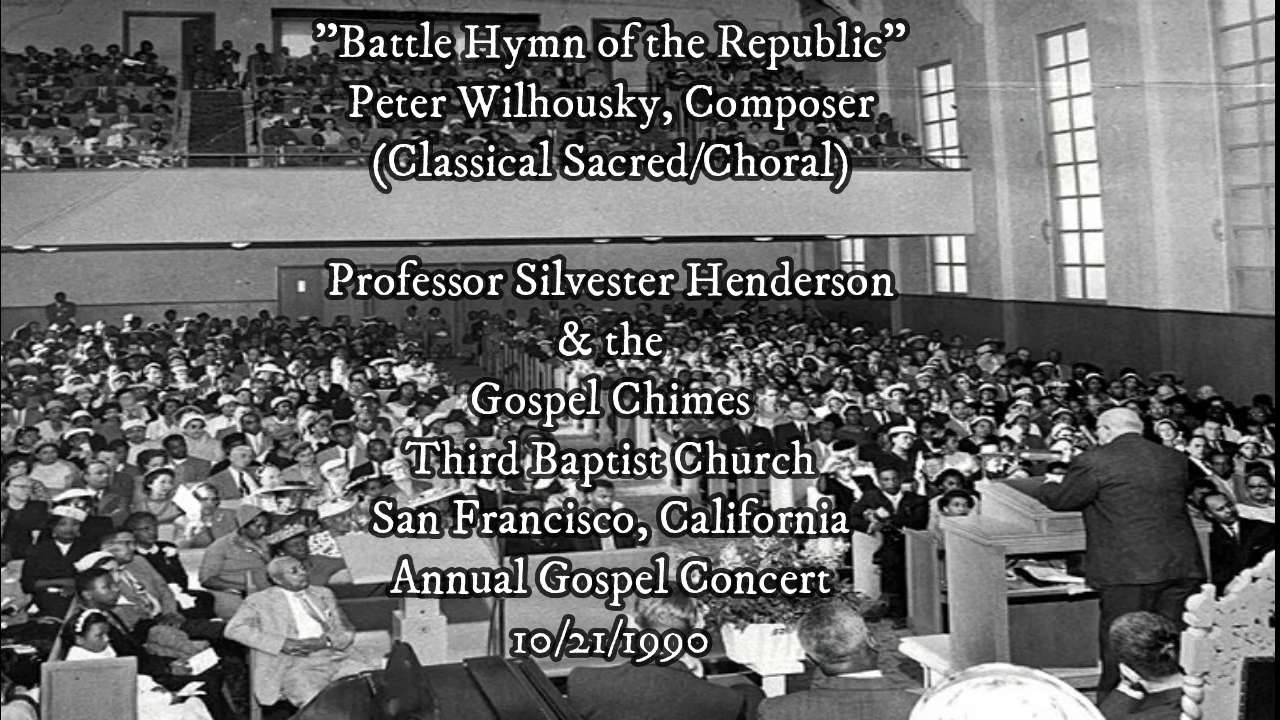 "Battle Hymn of the Republic"
Peter Wilhousky, Composer
(Classical Sacred/Choral)
Professor Silvester Henderson
& the
Gospel Chimes
Third Baptist Church
San Francisco, California
Annual Gospel Concert
10/21/1990